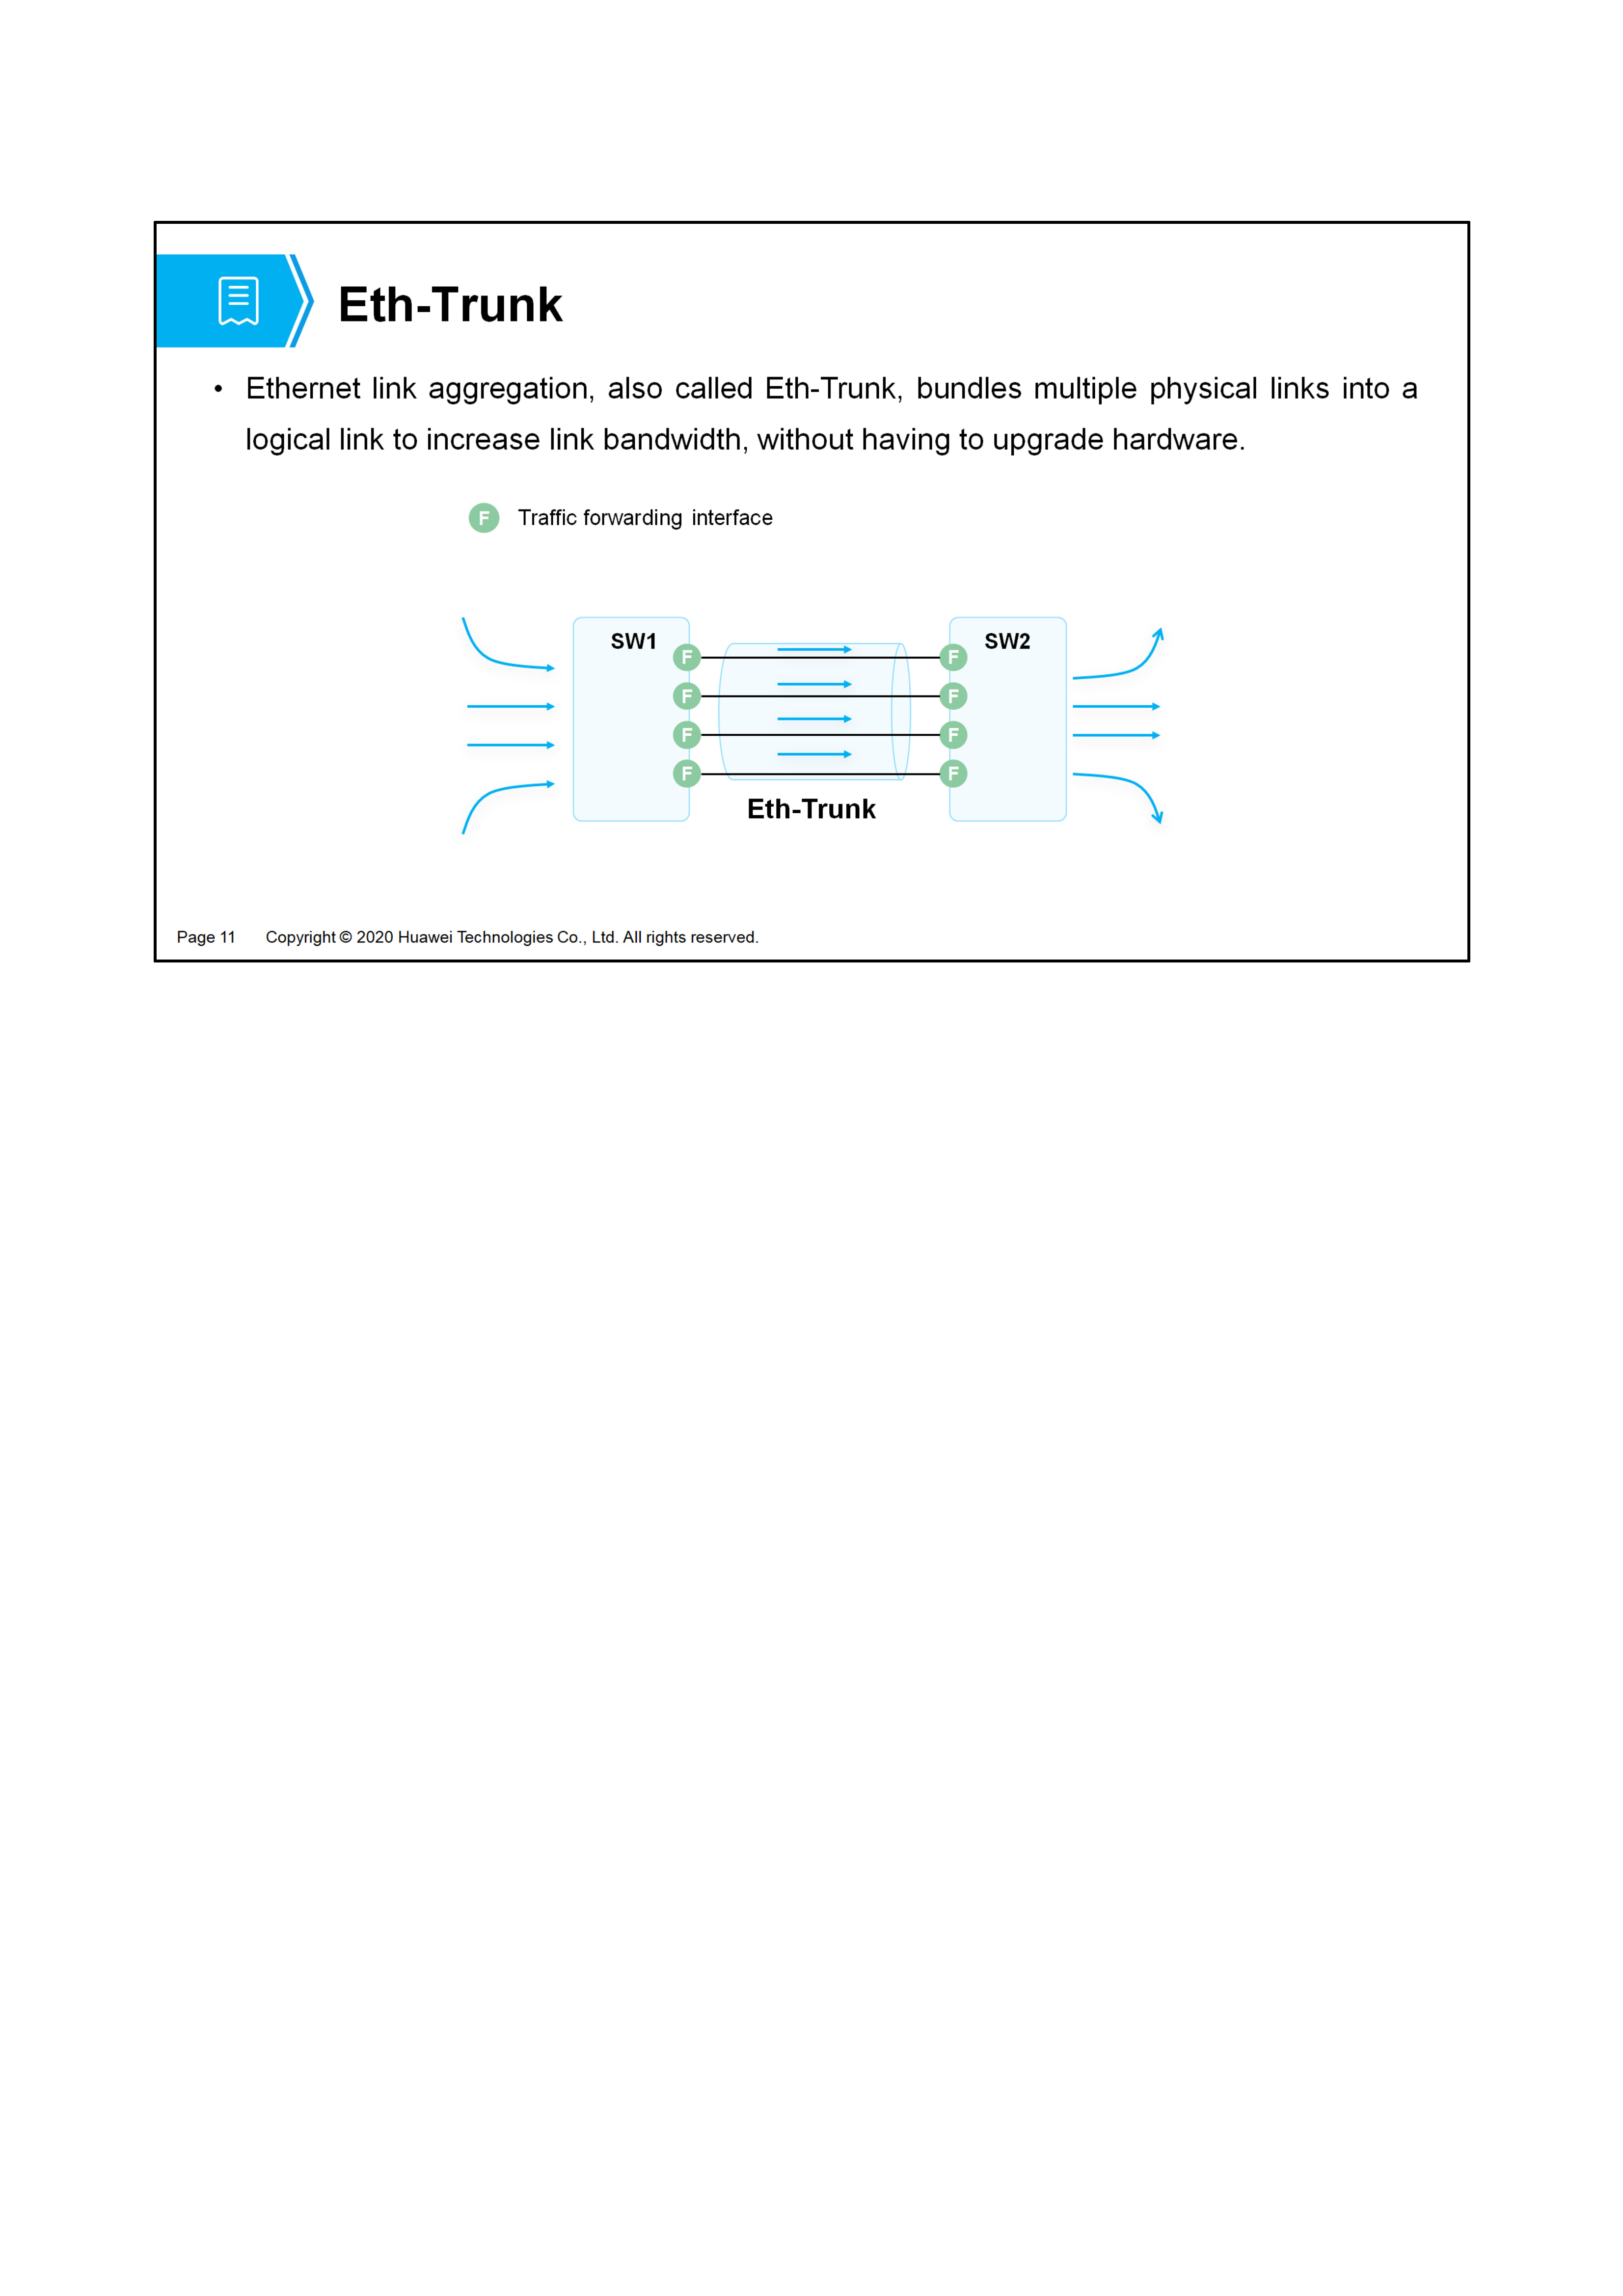 Eth-Trunk
• Ethernet link aggregation, also called Eth-Trunk, bundles multiple physical links into a
logical link to increase link bandwidth, without having to upgrade hardware.
F Traffic forwarding interface
SW1 SW2
F F
F F
F F
F F
Eth-Trunk
Page 11 Copyright © 2020 Huawei Technologies Co., Ltd. All rights reserved.